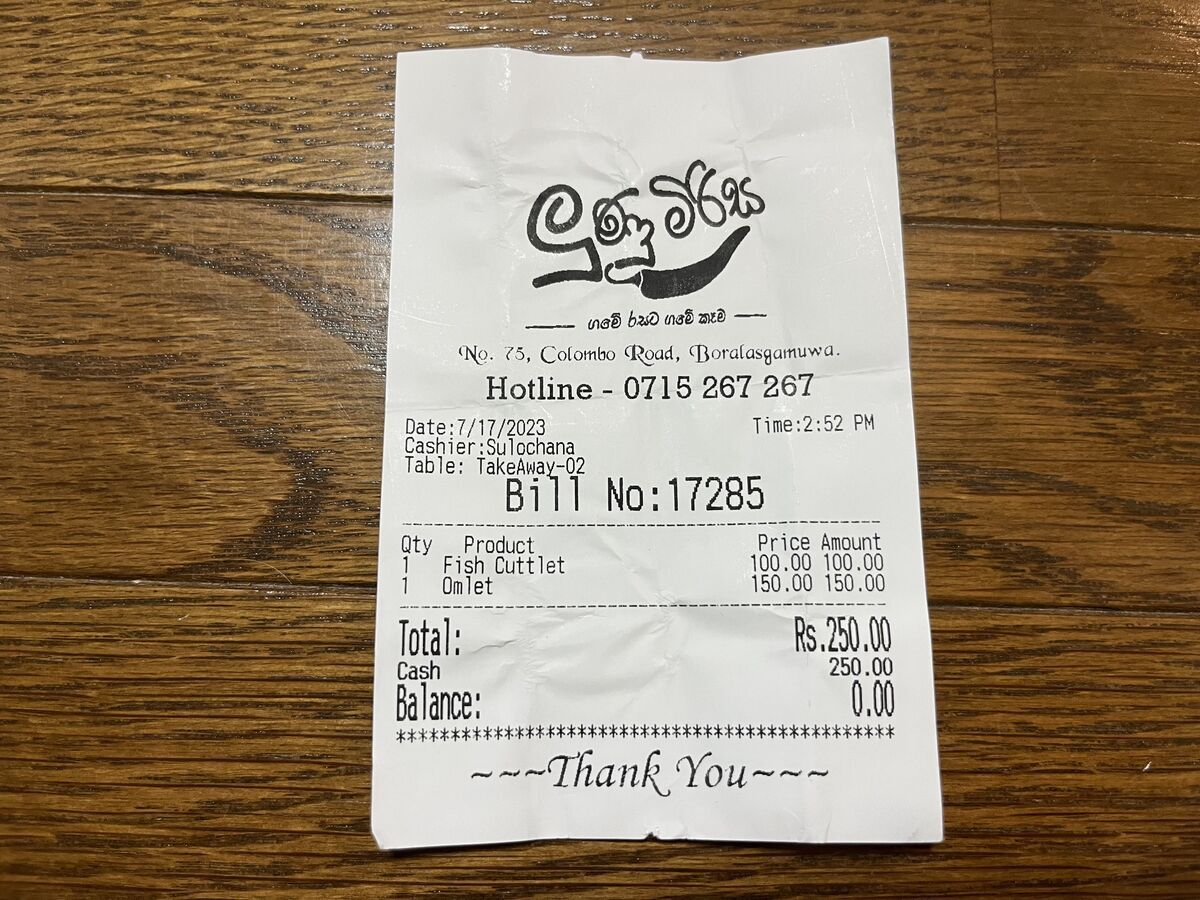 ලුණු මිරිස
ගමේ රසට ගමේ කෑම
No. 75, Colombo Road, Boralasgamuwa.
Hotline - 0715 267 267
Date:7/17/2023 Time:2:52 PM
Cashier:Sulochana
Table: TakeAway-02
Bill No:17285
Qty Product Price Amount
1 Fish Cuttlet 100.00 100.00
1 Omlet 150.00 150.00
Total: Rs.250.00
Cash 250.00
Balance: 0.00
**********************************************
~~~Thank You~~~